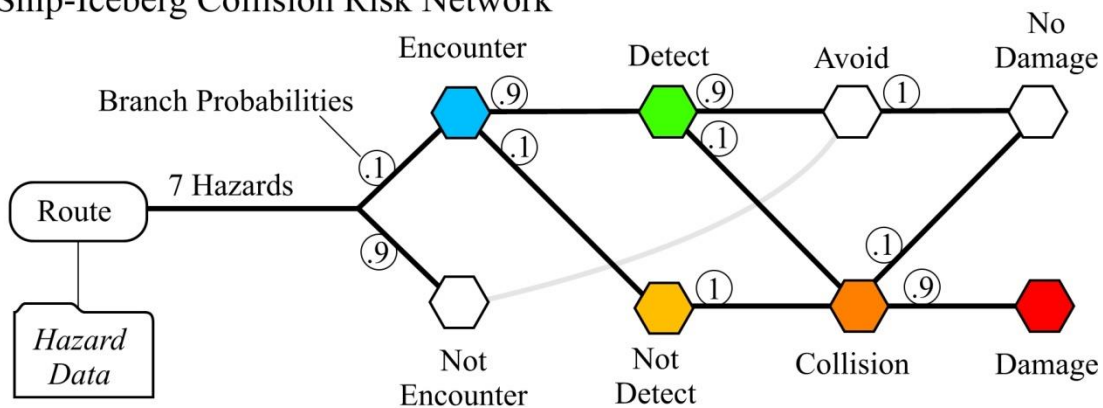 Ship-Iceberg Collision Risk Network
No
Damage
Encounter
Detect
Avoid
Branch Probabilities
.9
.9
1
.1
.1
.1
7 Hazards
Route
.9
.1
1
.9
Hazard
Data
Not
Encounter
Not
Detect
Collision
Damage